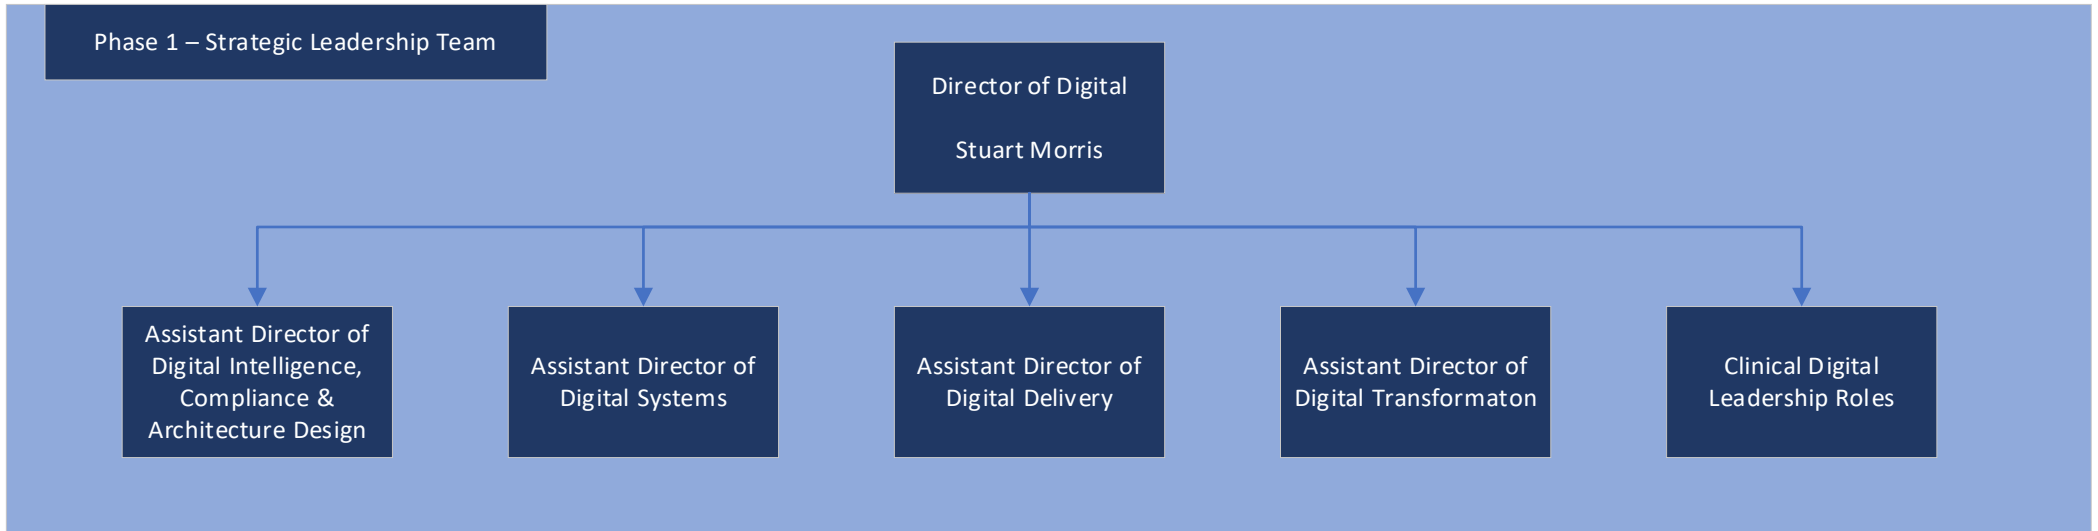 Phase 1 – Strategic Leadership Team
Director of Digital
Stuart Morris
Assistant Director of
Digital Intelligence,
Compliance &
Architecture Design
Assistant Director of
Digital Systems
Assistant Director of
Digital Delivery
Assistant Director of
Digital Transformaton
Clinical Digital
Leadership Roles